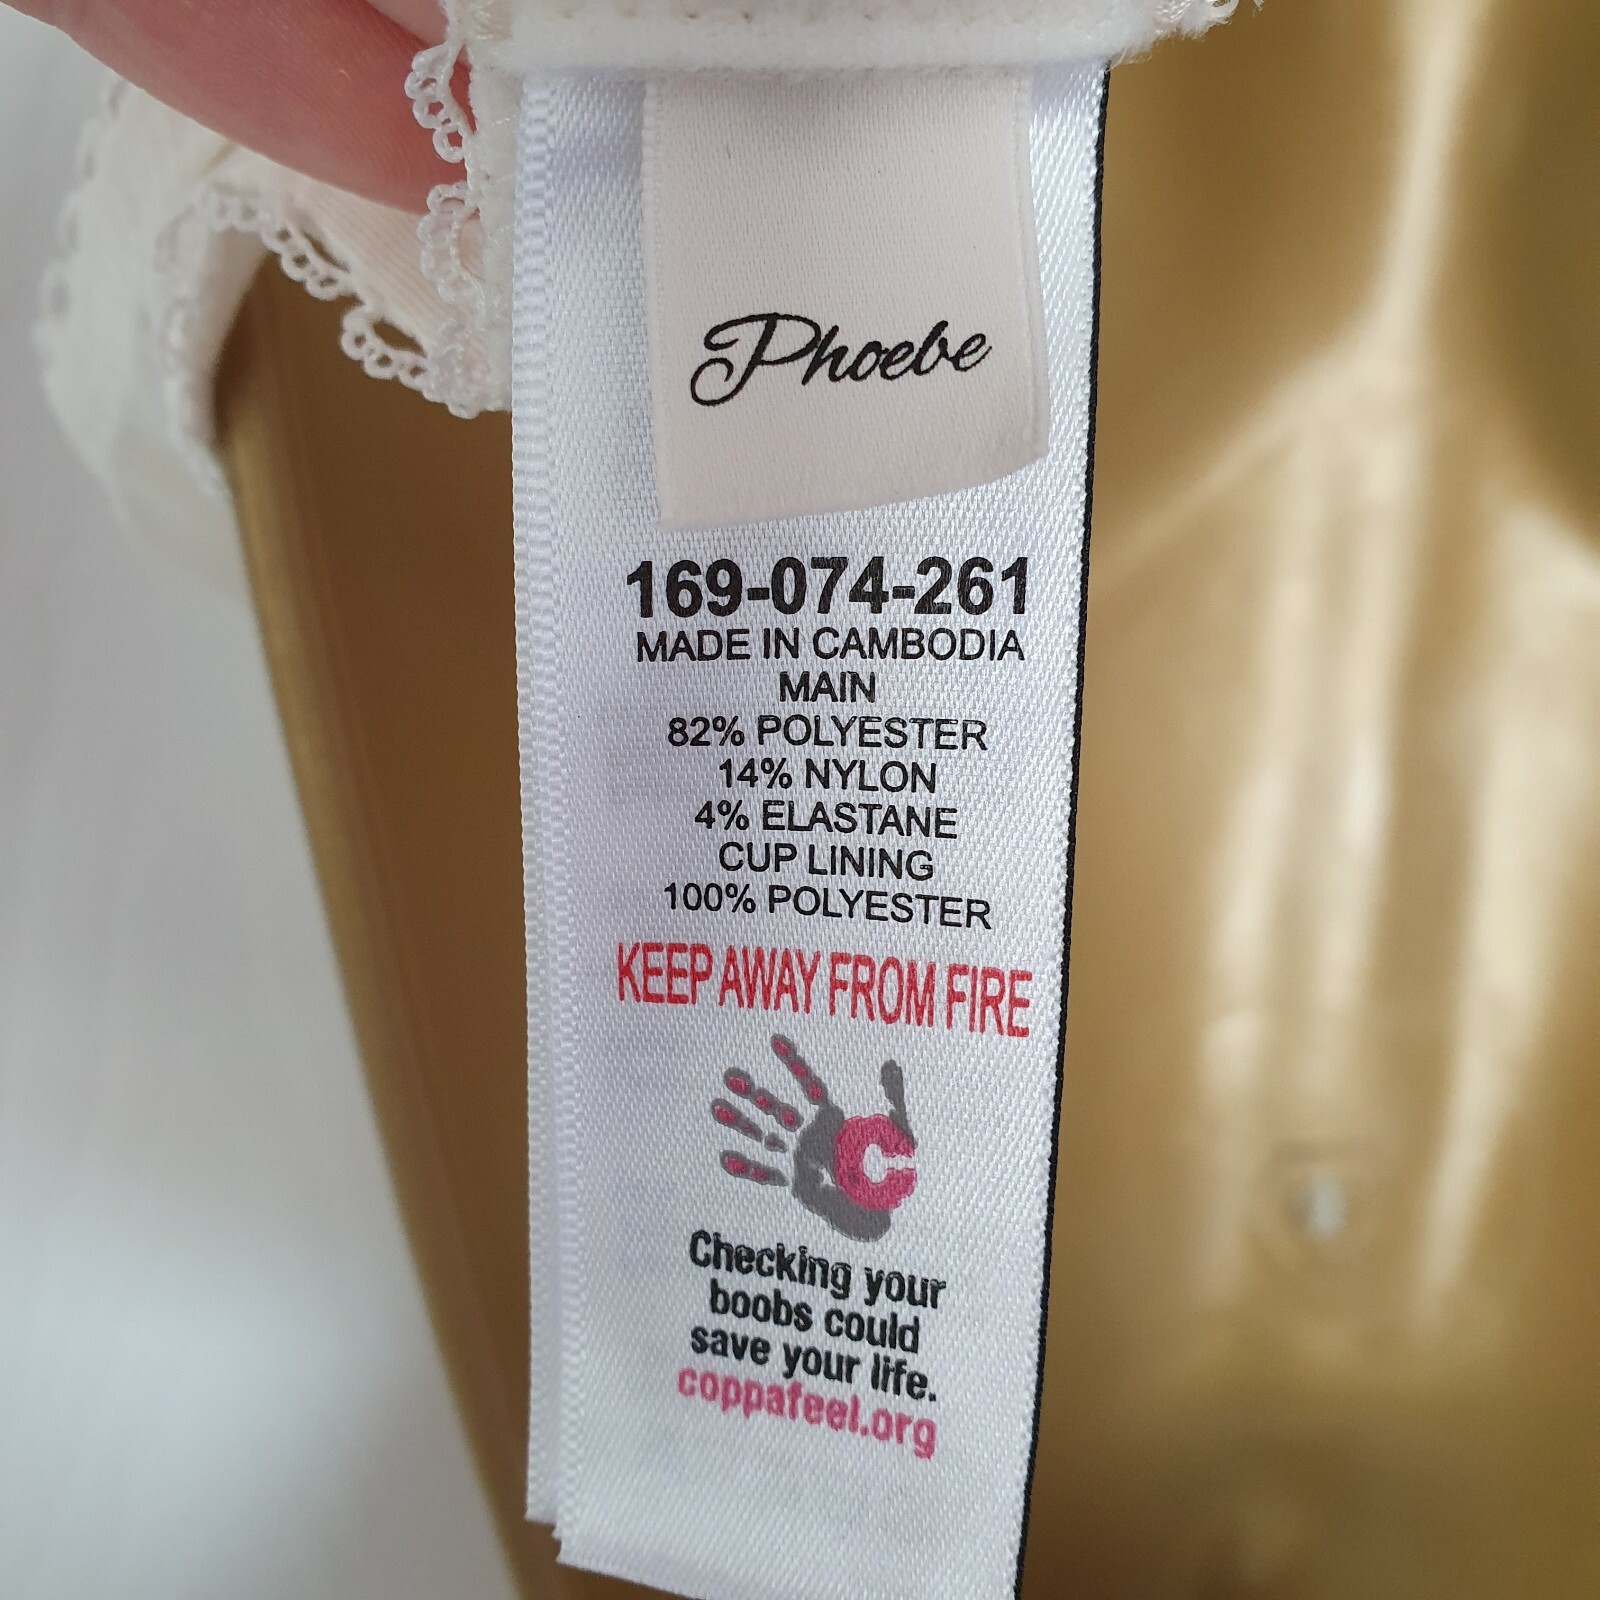 Phoebe
169-074-261
MADE IN CAMBODIA
MAIN
82% POLYESTER
14% NYLON
4% ELASTANE
CUP LINING
100% POLYESTER
KEEP AWAY FROM FIRE
C
Checking your
boobs could
save your life.
coppafeel.org